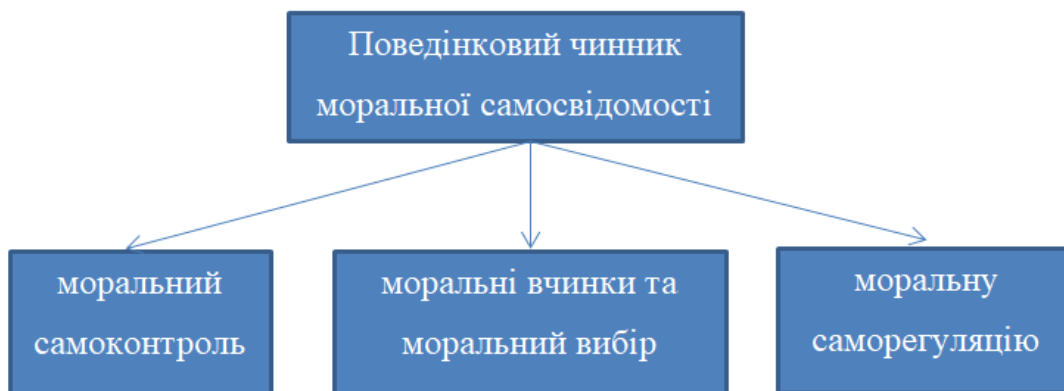 Поведінковий чинник
моральної самосвідомості
моральний
самоконтроль
моральні вчинки та
моральний вибір
моральну
саморегуляцію